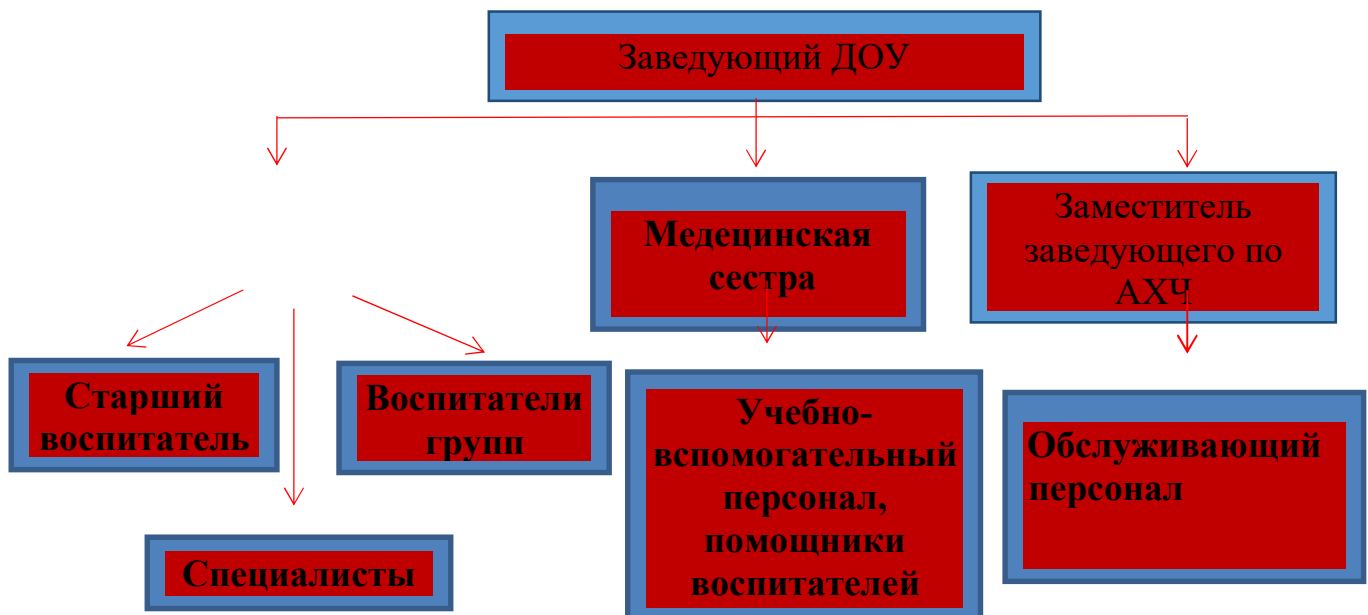 Заведующий ДОУ
Медецинская
сестра
Заместитель
заведующего по
АХЧ
Старший
воспитатель
Воспитатели
групп
Учебно-
вспомогательный
персонал,
помощники
воспитателей
Обслуживающий
персонал
Специалисты